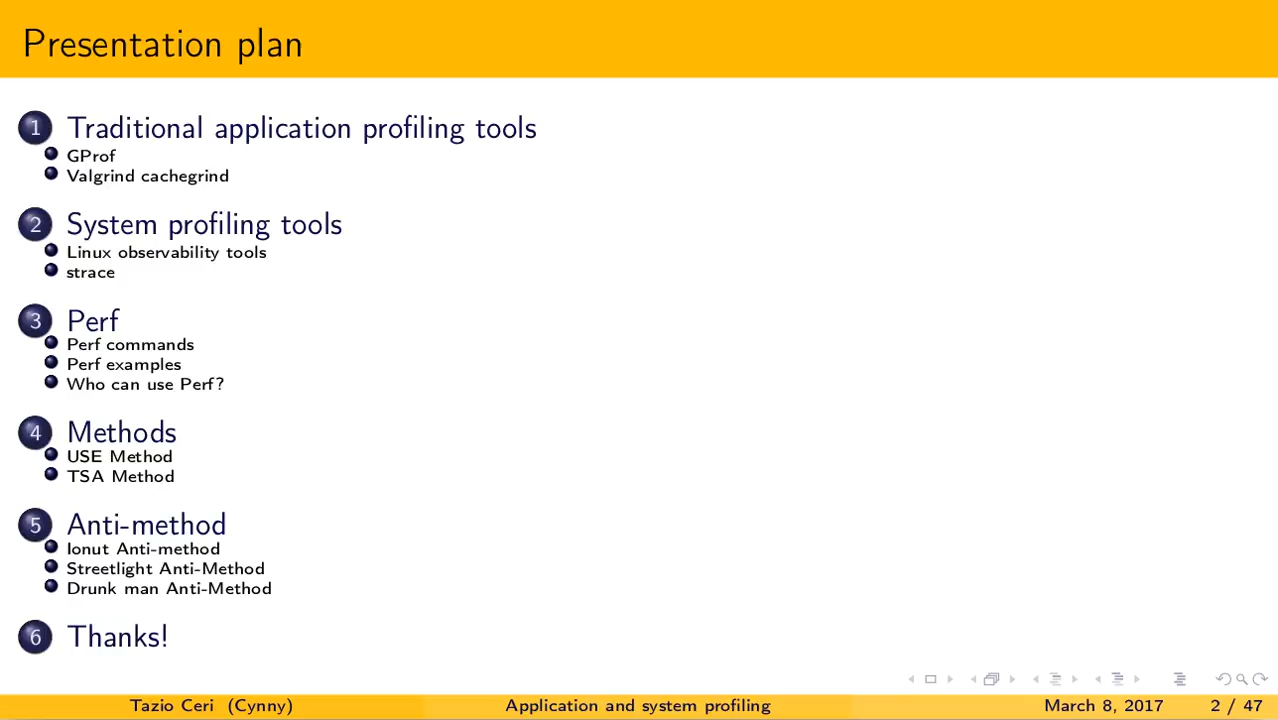 Presentation plan
1 Traditional application profiling tools
GProf
Valgrind cachegrind
2 System profiling tools
Linux observability tools
strace
3 Perf
Perf commands
Perf examples
Who can use Perf?
4 Methods
USE Method
TSA Method
5 Anti-method
Ionut Anti-method
Streetlight Anti-Method
Drunk man Anti-Method
6 Thanks!
Tazio Ceri (Cynny) Application and system profiling March 8, 2017 2 / 47